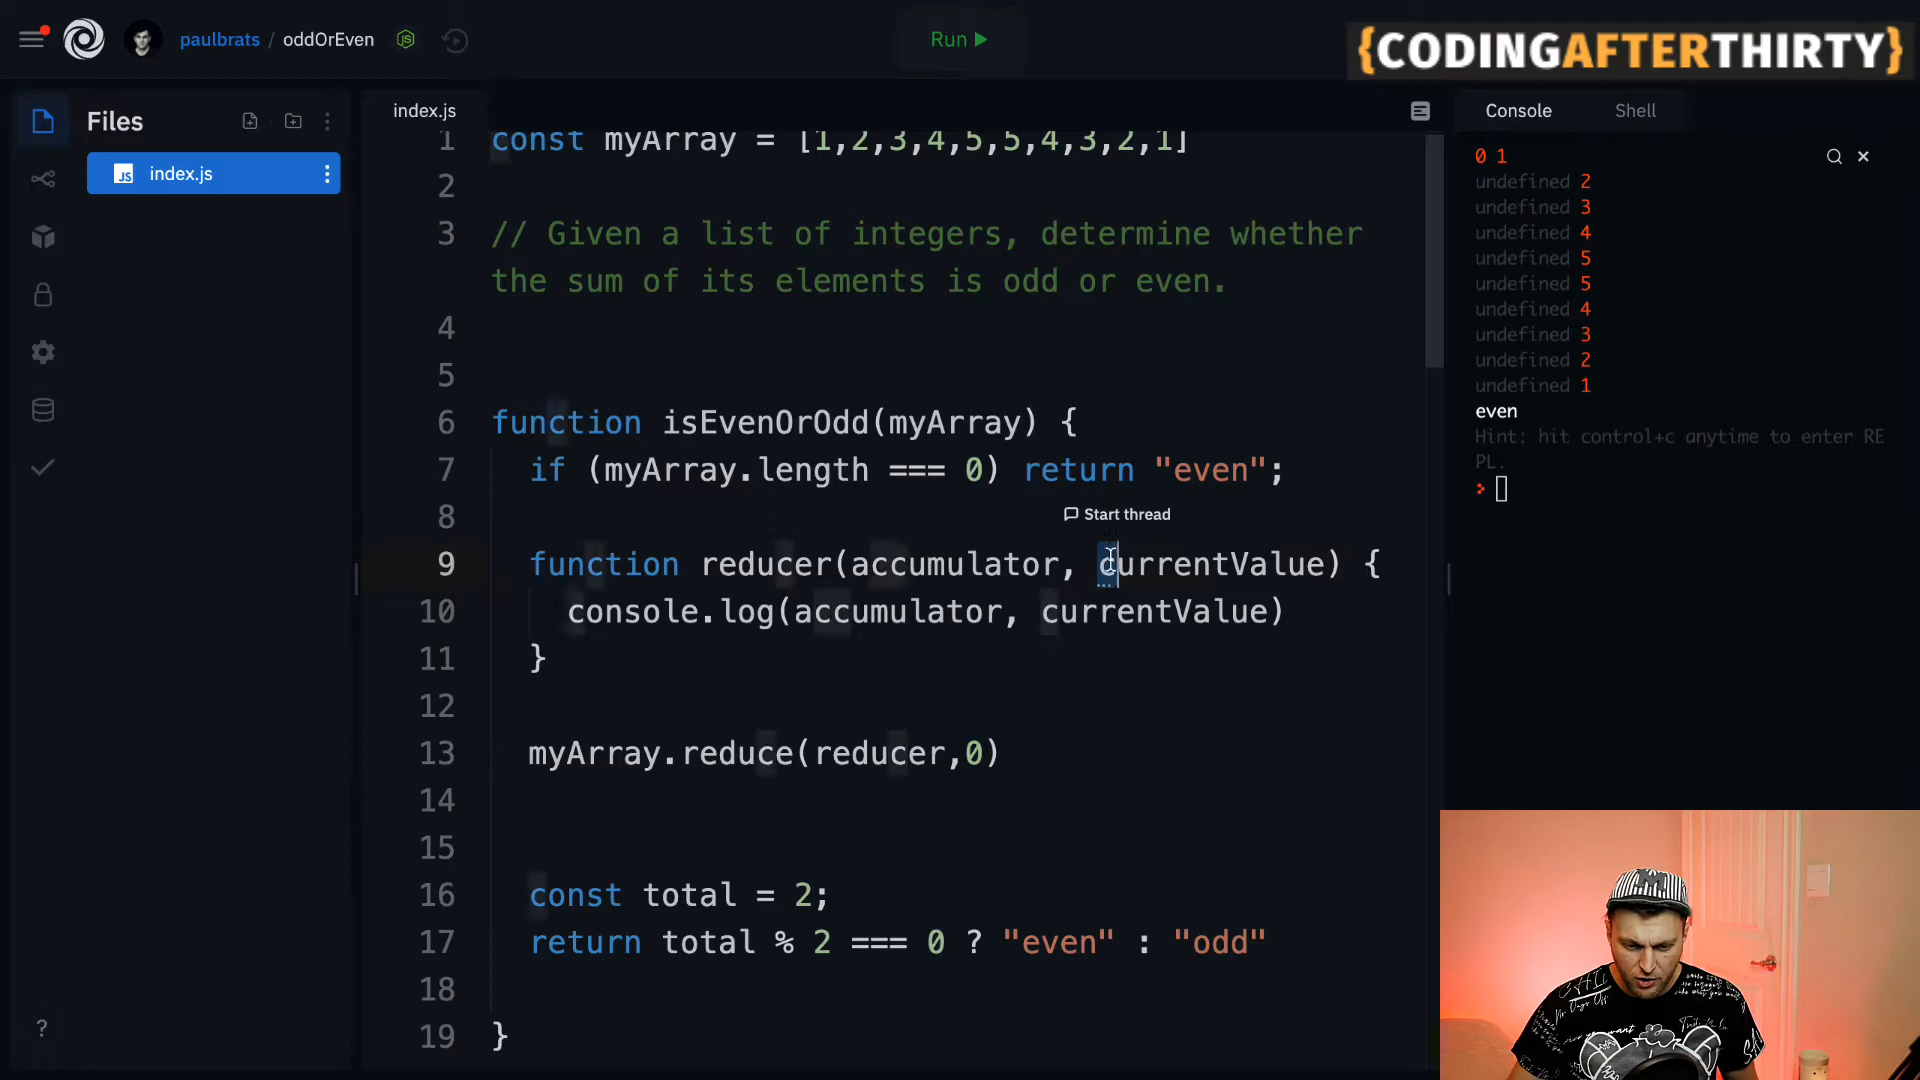 paulbrats / oddOrEven
Run
{CODINGAFTERTHIRTY}
Files
index.js
index.js
Console
Shell
1 const myArray = [1,2,3,4,5,5,4,3,2,1]
2
3 // Given a list of integers, determine whether
the sum of its elements is odd or even.
4
5
6 function isEvenOrOdd(myArray) {
7 if (myArray.length === 0) return "even";
8
Start thread
9 function reducer(accumulator, currentValue) {
10 console.log(accumulator, currentValue)
11 }
12
13 myArray.reduce(reducer,0)
14
15
16 const total = 2;
17 return total % 2 === 0 ? "even" : "odd"
18
19 }
0 1
undefined 2
undefined 3
undefined 4
undefined 5
undefined 5
undefined 4
undefined 3
undefined 2
undefined 1
even
Hint: hit control+c anytime to enter RE
PL.
>
?